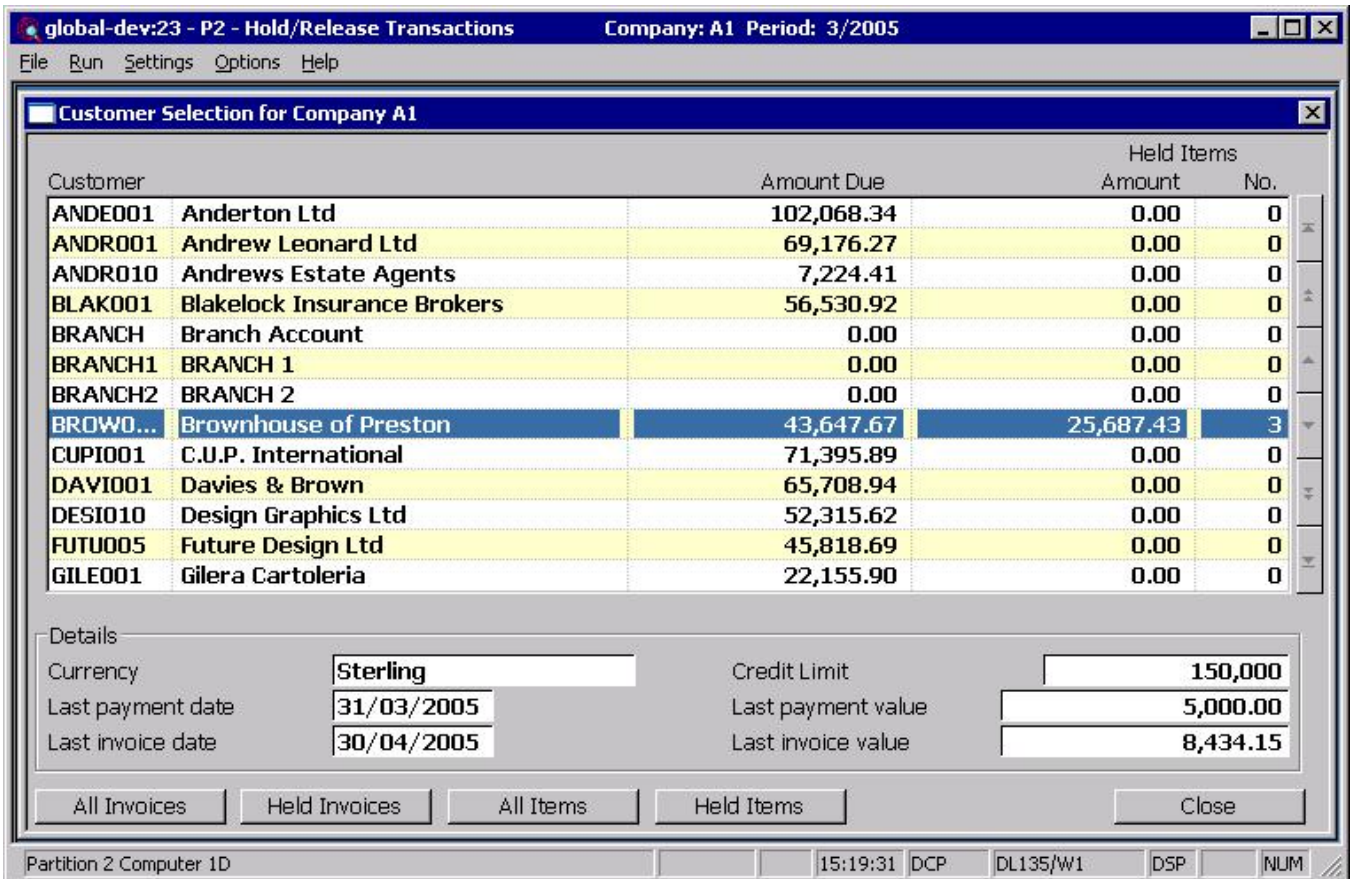 global-dev:23 - P2 - Hold/Release Transactions Company: A1 Period: 3/2005
File Run Settings Options Help
Customer Selection for Company A1
Held Items
Customer Amount Due Amount No.
ANDE001 Anderton Ltd 102,068.34 0.00 0
ANDR001 Andrew Leonard Ltd 69,176.27 0.00 0
ANDR010 Andrews Estate Agents 7,224.41 0.00 0
BLAK001 Blakelock Insurance Brokers 56,530.92 0.00 0
BRANCH Branch Account 0.00 0.00 0
BRANCH1 BRANCH 1 0.00 0.00 0
BRANCH2 BRANCH 2 0.00 0.00 0
BROW0... Brownhouse of Preston 43,647.67 25,687.43 3
CUPI001 C.U.P. International 71,395.89 0.00 0
DAVI001 Davies & Brown 65,708.94 0.00 0
DESI010 Design Graphics Ltd 52,315.62 0.00 0
FUTU005 Future Design Ltd 45,818.69 0.00 0
GILE001 Gilera Cartoleria 22,155.90 0.00 0
Details
Currency Sterling Credit Limit 150,000
Last payment date 31/03/2005 Last payment value 5,000.00
Last invoice date 30/04/2005 Last invoice value 8,434.15
All Invoices Held Invoices All Items Held Items Close
Partition 2 Computer 1D 15:19:31 DCP DL135/W1 DSP NUM